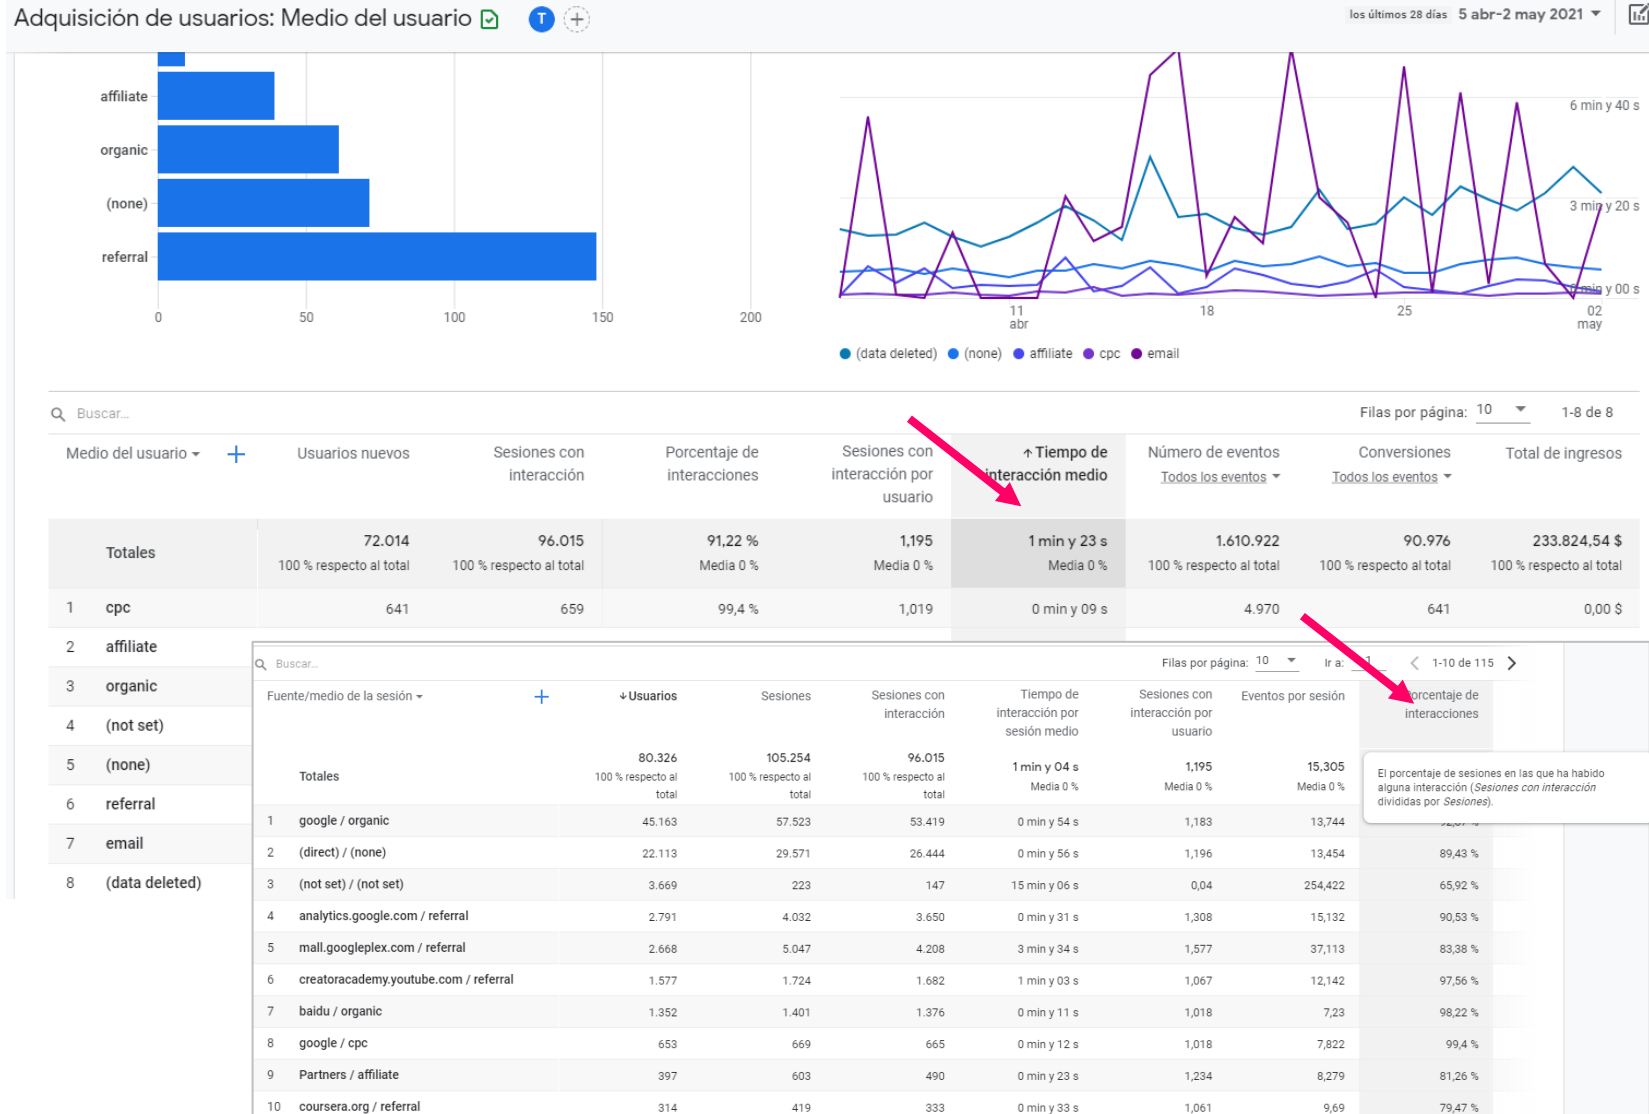 Adquisición de usuarios: Medio del usuario
T
los últimos 28 días 5 abr-2 may 2021
affiliate
organic
(none)
referral
0 50 100 150 200
6 min y 40 s
3 min y 20 s
0 min y 00 s
11 abr
18
25
02 may
(data deleted) (none) affiliate cpc email
Buscar...
Filas por página: 10 1-8 de 8
Medio del usuario + Usuarios nuevos Sesiones con interacción Porcentaje de interacciones Sesiones con interacción por usuario ↑ Tiempo de interacción medio Número de eventos Todos los eventos Conversiones Todos los eventos Total de ingresos
Totales 72.014 96.015 91,22 % 1,195 1 min y 23 s 1.610.922 90.976 233.824,54 $
100 % respecto al total 100 % respecto al total Media 0 % Media 0 % Media 0 % 100 % respecto al total 100 % respecto al total 100 % respecto al total
1 cpc 641 659 99,4 % 1,019 0 min y 09 s 4.970 641 0,00 $
2 affiliate
3 organic
4 (not set)
5 (none)
6 referral
7 email
8 (data deleted)
Buscar...
Filas por página: 10 Ir a: 1 1-10 de 115
Fuente/medio de la sesión + ↓ Usuarios Sesiones Sesiones con interacción Tiempo de interacción por sesión medio Sesiones con interacción por usuario Eventos por sesión Porcentaje de interacciones
Totales 80.326 105.254 96.015 1 min y 04 s 1,195 15,305
100 % respecto al total 100 % respecto al total 100 % respecto al total Media 0 % Media 0 % Media 0 %
El porcentaje de sesiones en las que ha habido
alguna interacción (Sesiones con interacción
divididas por Sesiones).
1 google / organic 45.163 57.523 53.419 0 min y 54 s 1,183 13,744
2 (direct) / (none) 22.113 29.571 26.444 0 min y 56 s 1,196 13,454 89,43 %
3 (not set) / (not set) 3.669 223 147 15 min y 06 s 0,04 254,422 65,92 %
4 analytics.google.com / referral 2.791 4.032 3.650 0 min y 31 s 1,308 15,132 90,53 %
5 mall.googleplex.com / referral 2.668 5.047 4.208 3 min y 34 s 1,577 37,113 83,38 %
6 creatoracademy.youtube.com / referral 1.577 1.724 1.682 1 min y 03 s 1,067 12,142 97,56 %
7 baidu / organic 1.352 1.401 1.376 0 min y 11 s 1,018 7,23 98,22 %
8 google / cpc 653 669 665 0 min y 12 s 1,018 7,822 99,4 %
9 Partners / affiliate 397 603 490 0 min y 23 s 1,234 8,279 81,26 %
10 coursera.org / referral 314 419 333 0 min y 33 s 1,061 9,69 79,47 %